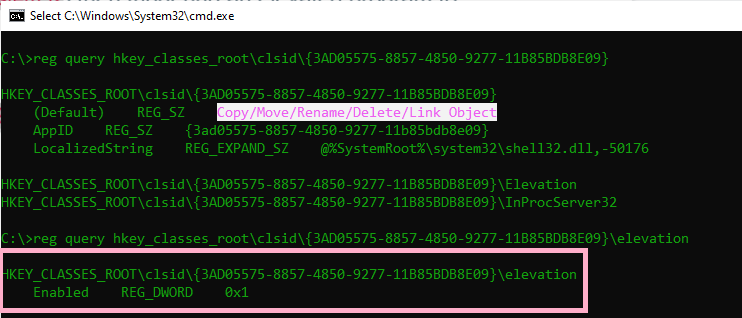 Select C:\Windows\System32\cmd.exe
C:\>reg query hkey_classes_root\clsid\{3AD05575-8857-4850-9277-11B85BDB8E09}
HKEY_CLASSES_ROOT\clsid\{3AD05575-8857-4850-9277-11B85BDB8E09}
(Default)    REG_SZ    Copy/Move/Rename/Delete/Link Object
AppID    REG_SZ    {3ad05575-8857-4850-9277-11b85bdb8e09}
LocalizedString    REG_EXPAND_SZ    @%SystemRoot%\system32\shell32.dll,-50176
HKEY_CLASSES_ROOT\clsid\{3AD05575-8857-4850-9277-11B85BDB8E09}\Elevation
HKEY_CLASSES_ROOT\clsid\{3AD05575-8857-4850-9277-11B85BDB8E09}\InProcServer32
C:\>reg query hkey_classes_root\clsid\{3AD05575-8857-4850-9277-11B85BDB8E09}\elevation
HKEY_CLASSES_ROOT\clsid\{3AD05575-8857-4850-9277-11B85BDB8E09}\elevation
Enabled    REG_DWORD    0x1